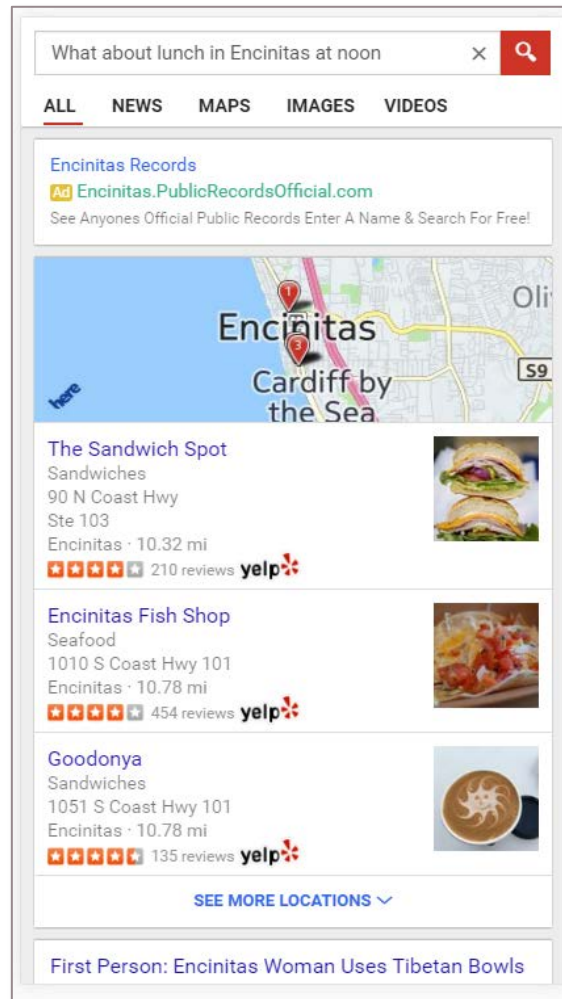 What about lunch in Encinitas at noon
ALL NEWS MAPS IMAGES VIDEOS
Encinitas Records
Ad Encinitas.PublicRecordsOfficial.com
See Anyones Official Public Records Enter A Name & Search For Free!
1
Encinitas
Oli
3
S9
Cardiff by
the Sea
here
The Sandwich Spot
Sandwiches
90 N Coast Hwy
Ste 103
Encinitas · 10.32 mi
210 reviews yelp
Encinitas Fish Shop
Seafood
1010 S Coast Hwy 101
Encinitas · 10.78 mi
454 reviews yelp
Goodonya
Sandwiches
1051 S Coast Hwy 101
Encinitas · 10.78 mi
135 reviews yelp
SEE MORE LOCATIONS
First Person: Encinitas Woman Uses Tibetan Bowls